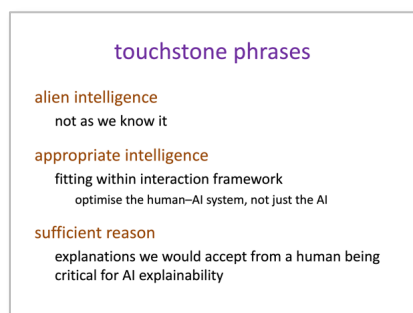 touchstone phrases
alien intelligence
not as we know it
appropriate intelligence
fitting within interaction framework
optimise the human–AI system, not just the AI
sufficient reason
explanations we would accept from a human being
critical for AI explainability